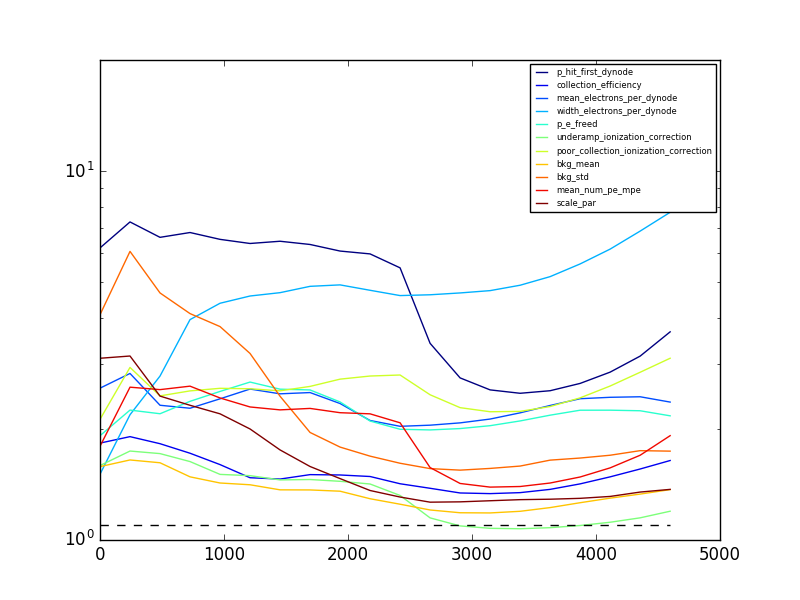 p_hit_first_dynode
collection_efficiency
mean_electrons_per_dynode
width_electrons_per_dynode
p_e_freed
underamp_ionization_correction
poor_collection_ionization_correction
bkg_mean
bkg_std
mean_num_pe_mpe
scale_par
10^1
10^0
0 1000 2000 3000 4000 5000